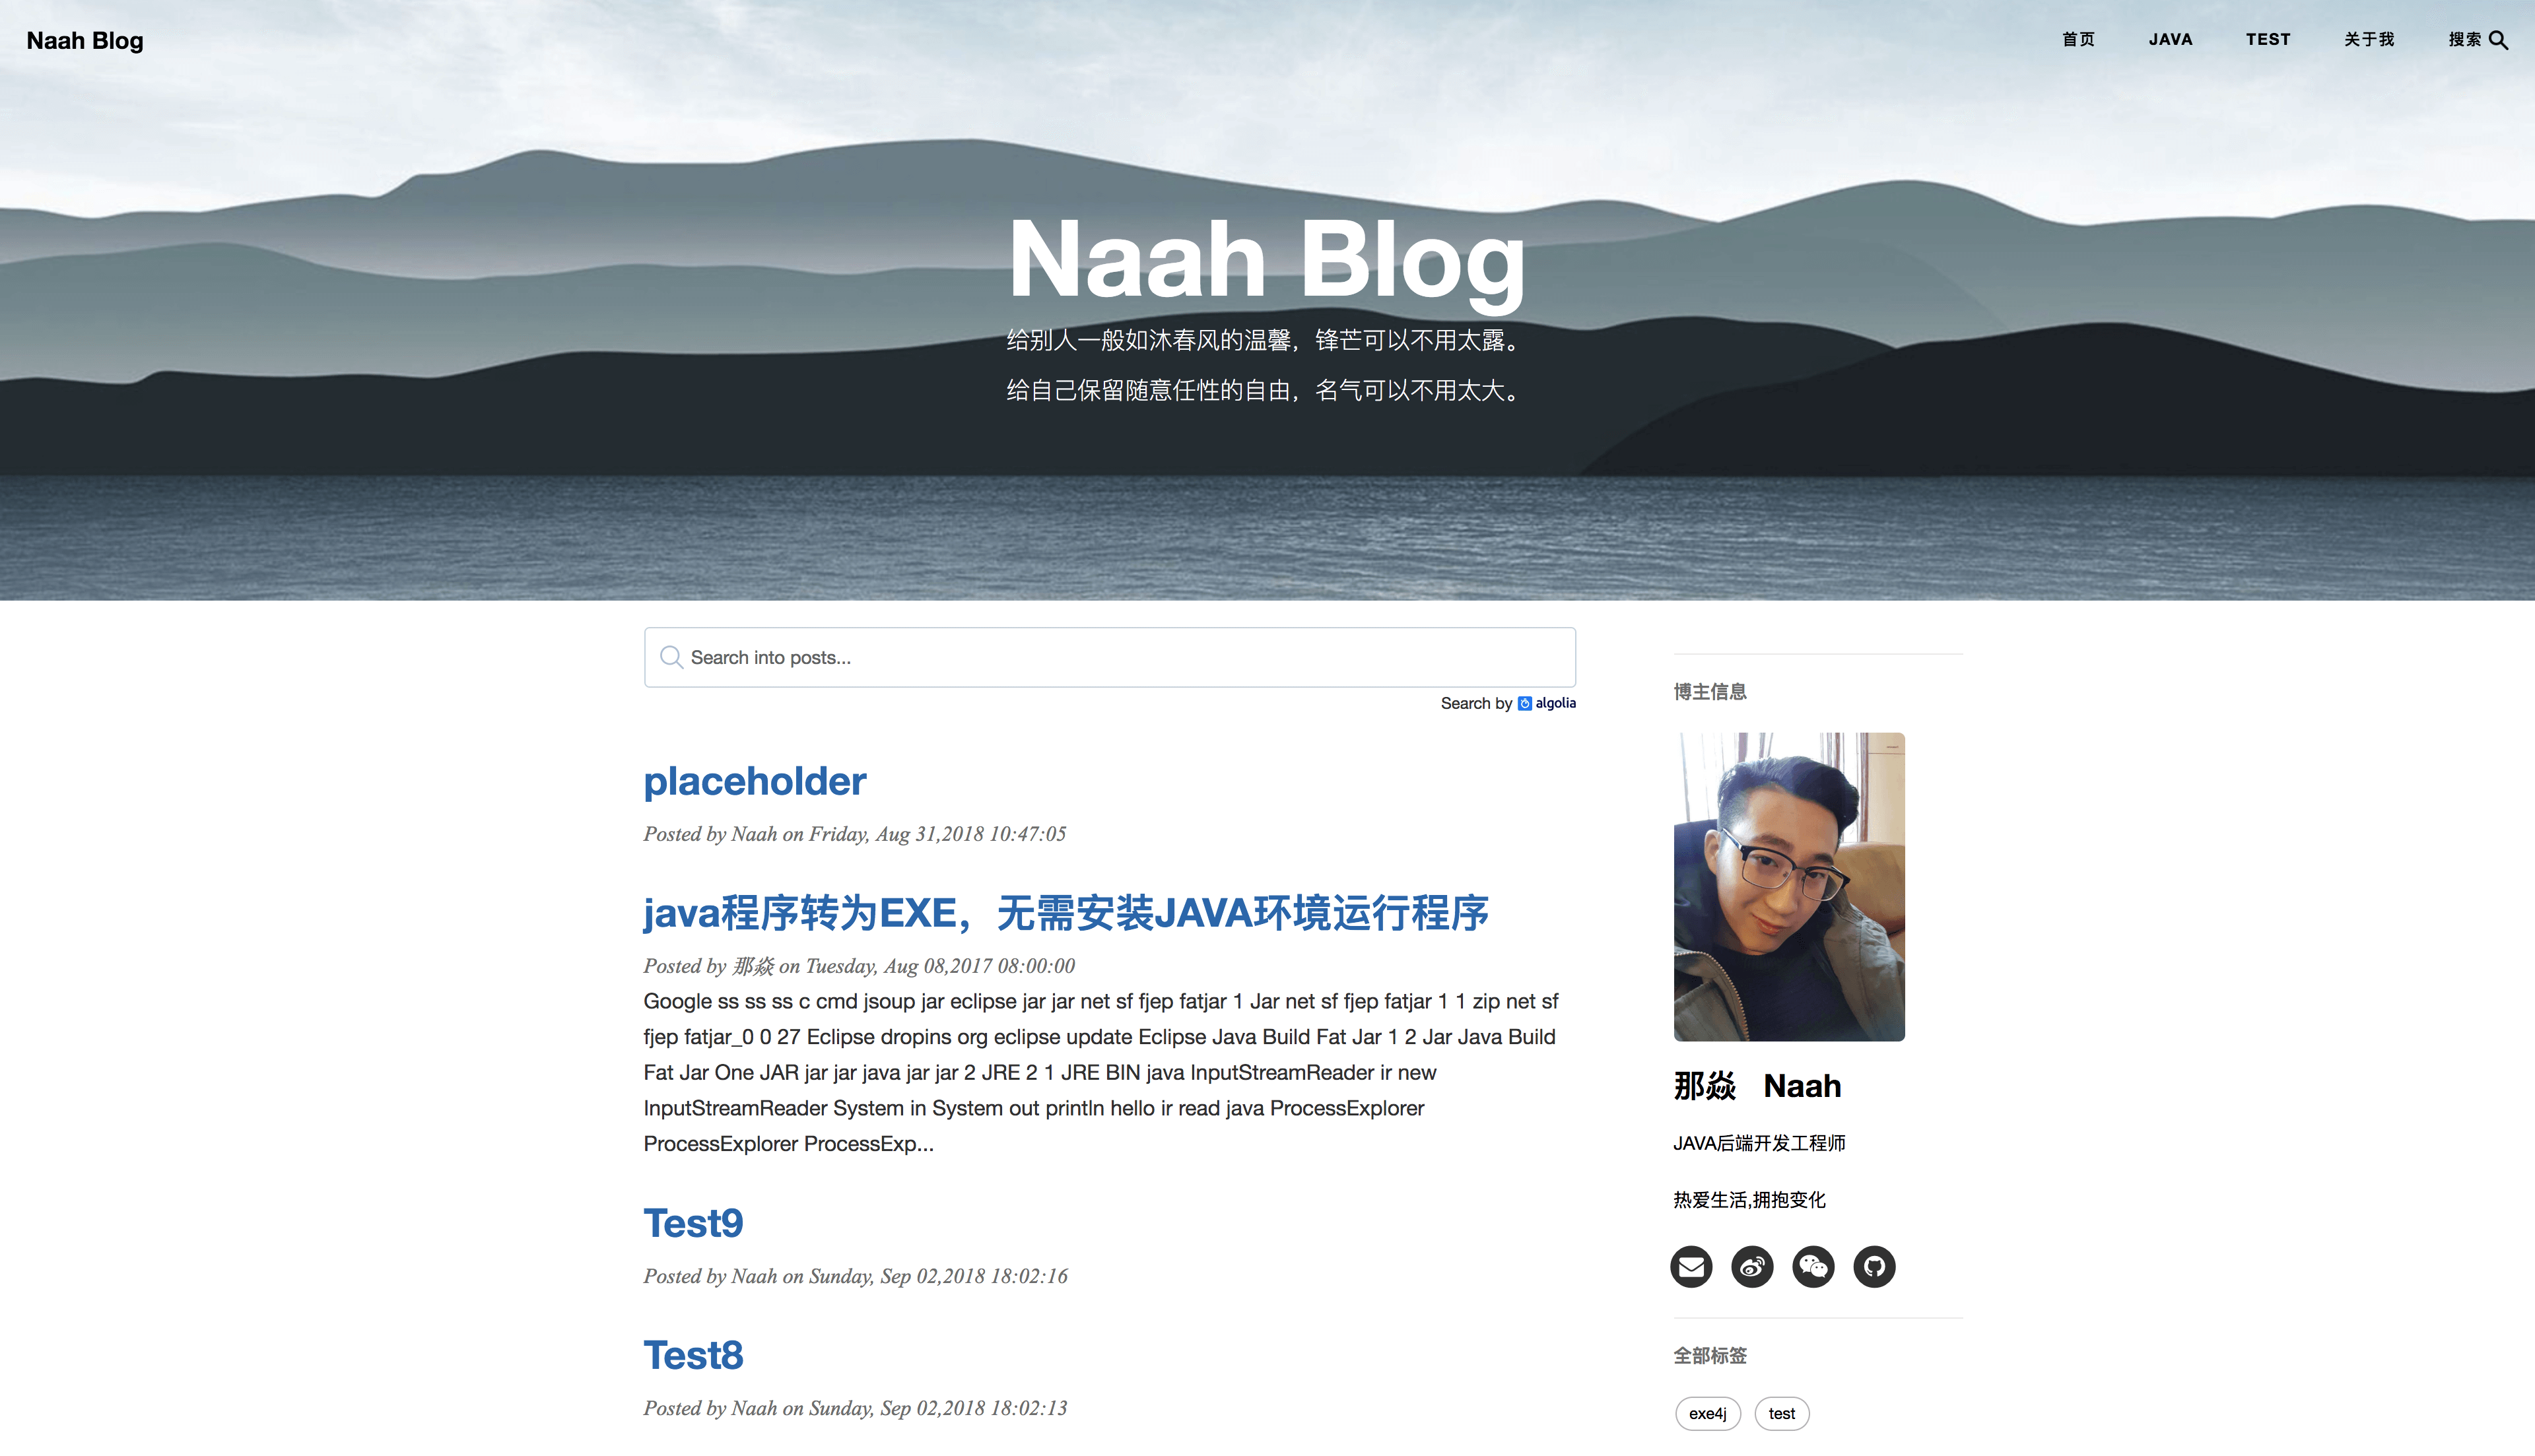 Naah Blog
首页 JAVA TEST 关于我 搜索
Naah Blog
给别人一般如沐春风的温馨，锋芒可以不用太露。
给自己保留随意任性的自由，名气可以不用太大。
Search into posts...
Search by algolia
placeholder
Posted by Naah on Friday, Aug 31,2018 10:47:05
java程序转为EXE，无需安装JAVA环境运行程序
Posted by 那焱 on Tuesday, Aug 08,2017 08:00:00
Google ss ss ss c cmd jsoup jar eclipse jar jar net sf fjep fatjar 1 Jar net sf fjep fatjar 1 1 zip net sf
fjep fatjar_0 0 27 Eclipse dropins org eclipse update Eclipse Java Build Fat Jar 1 2 Jar Java Build
Fat Jar One JAR jar jar java jar jar 2 JRE 2 1 JRE BIN java InputStreamReader ir new
InputStreamReader System in System out println hello ir read java ProcessExplorer
ProcessExplorer ProcessExp...
Test9
Posted by Naah on Sunday, Sep 02,2018 18:02:16
Test8
Posted by Naah on Sunday, Sep 02,2018 18:02:13
博主信息
那焱 Naah
JAVA后端开发工程师
热爱生活,拥抱变化
全部标签
exe4j test